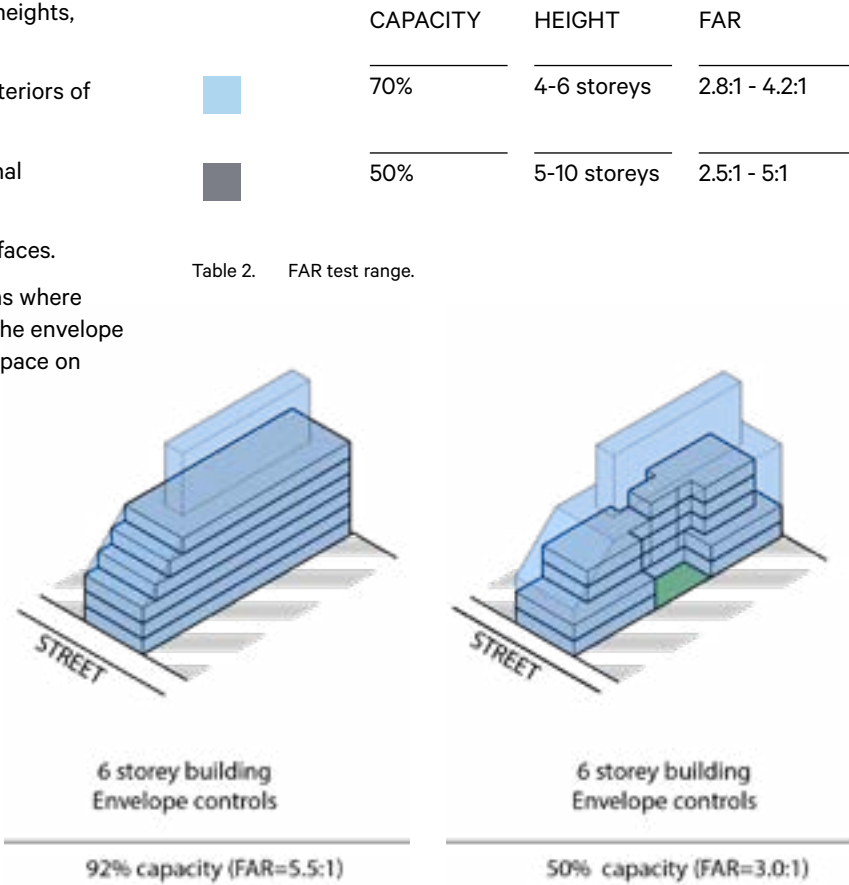 heights,
teriors of
nal
faces.
ns where
he envelope
pace on
CAPACITY HEIGHT FAR
70% 4-6 storeys 2.8:1 - 4.2:1
50% 5-10 storeys 2.5:1 - 5:1
Table 2. FAR test range.
STREET
6 storey building
Envelope controls
92% capacity (FAR=5.5:1)
STREET
6 storey building
Envelope controls
50% capacity (FAR=3.0:1)